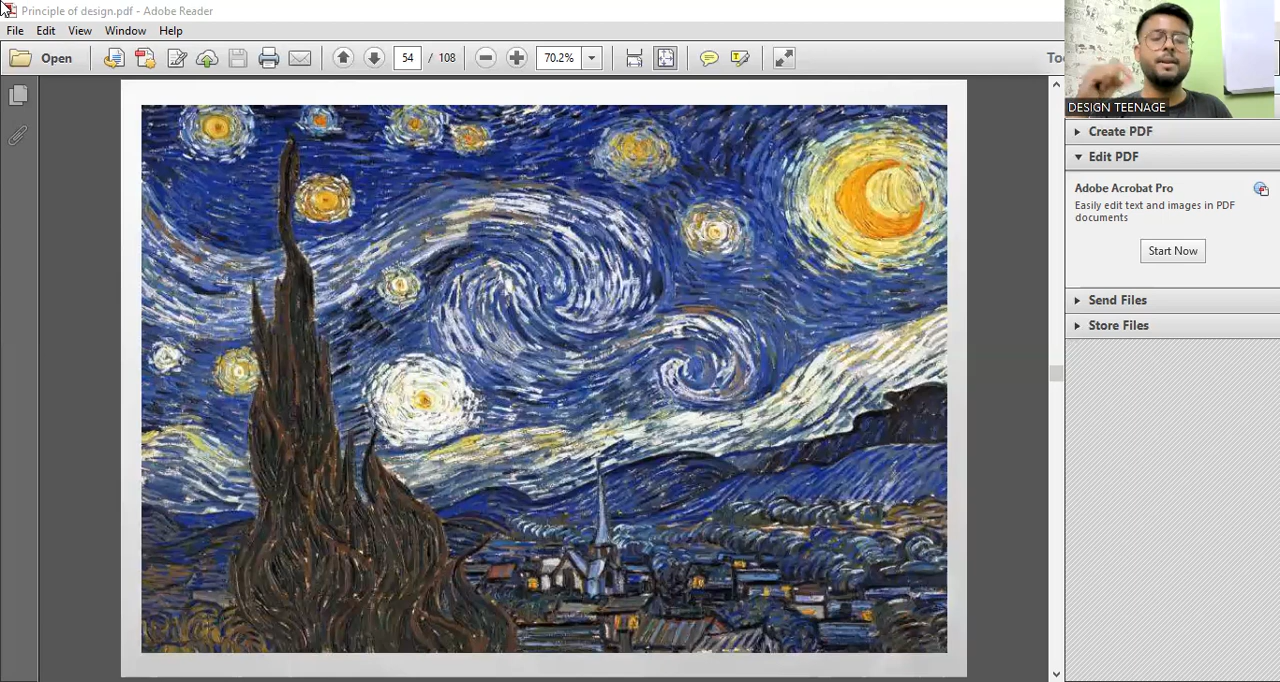 Principle of design.pdf - Adobe Reader
File Edit View Window Help
Open 54 / 108 70.2%
DESIGN TEENAGE
Create PDF
Edit PDF
Adobe Acrobat Pro
Easily edit text and images in PDF
documents
Start Now
Send Files
Store Files